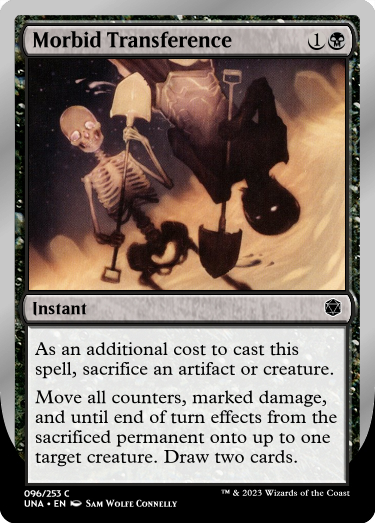 Morbid Transference 1
Instant
As an additional cost to cast this
spell, sacrifice an artifact or creature.
Move all counters, marked damage,
and until end of turn effects from the
sacrificed permanent onto up to one
target creature. Draw two cards.
096/253 C
UNA • EN SAM WOLFE CONNELLY
™ & 2023 Wizards of the Coast